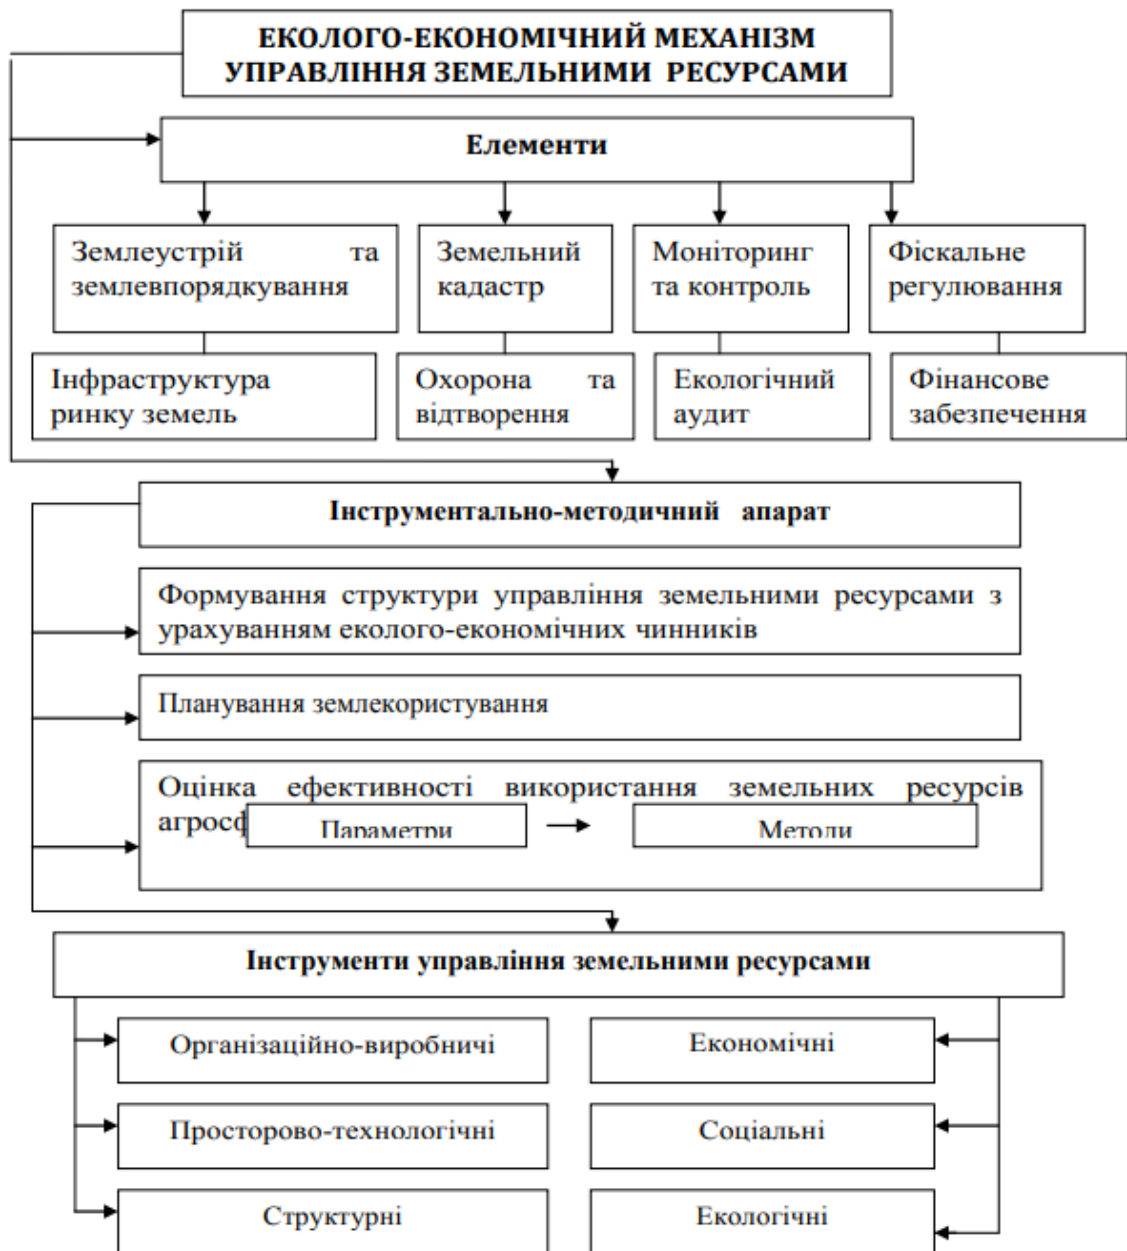 ЕКОЛОГО-ЕКОНОМІЧНИЙ МЕХАНІЗМ
УПРАВЛІННЯ ЗЕМЕЛЬНИМИ РЕСУРСАМИ
Елементи
Землеустрій та
землевпорядкування
Земельний
кадастр
Моніторинг
та контроль
Фіскальне
регулювання
Інфраструктура
ринку земель
Охорона та
відтворення
Екологічний
аудит
Фінансове
забезпечення
Інструментально-методичний апарат
Формування структури управління земельними ресурсами з
урахуванням еколого-економічних чинників
Планування землекористування
Оцінка ефективності використання земельних ресурсів
Параметри
Методи
Інструменти управління земельними ресурсами
Організаційно-виробничі
Економічні
Просторово-технологічні
Соціальні
Структурні
Екологічні